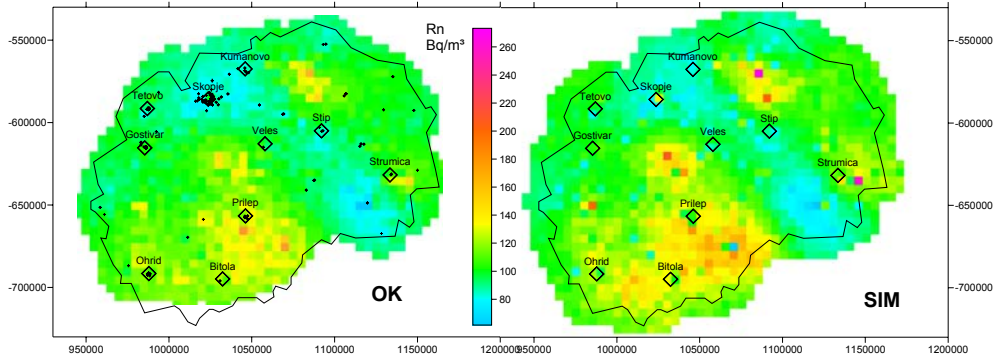 -550000
-600000
-650000
-700000
950000
1000000
1050000
1100000
1150000
1200000
Kumanovo
Skopje
Tetovo
Gostivar
Veles
Stip
Strumica
Prilep
Ohrid
Bitola
OK
Rn
Bq/m³
260
240
220
200
180
160
140
120
100
80
Kumanovo
Skopje
Tetovo
Gostivar
Veles
Stip
Strumica
Prilep
Ohrid
Bitola
SIM
950000
1000000
1050000
1100000
1150000
1200000
-550000
-600000
-650000
-700000